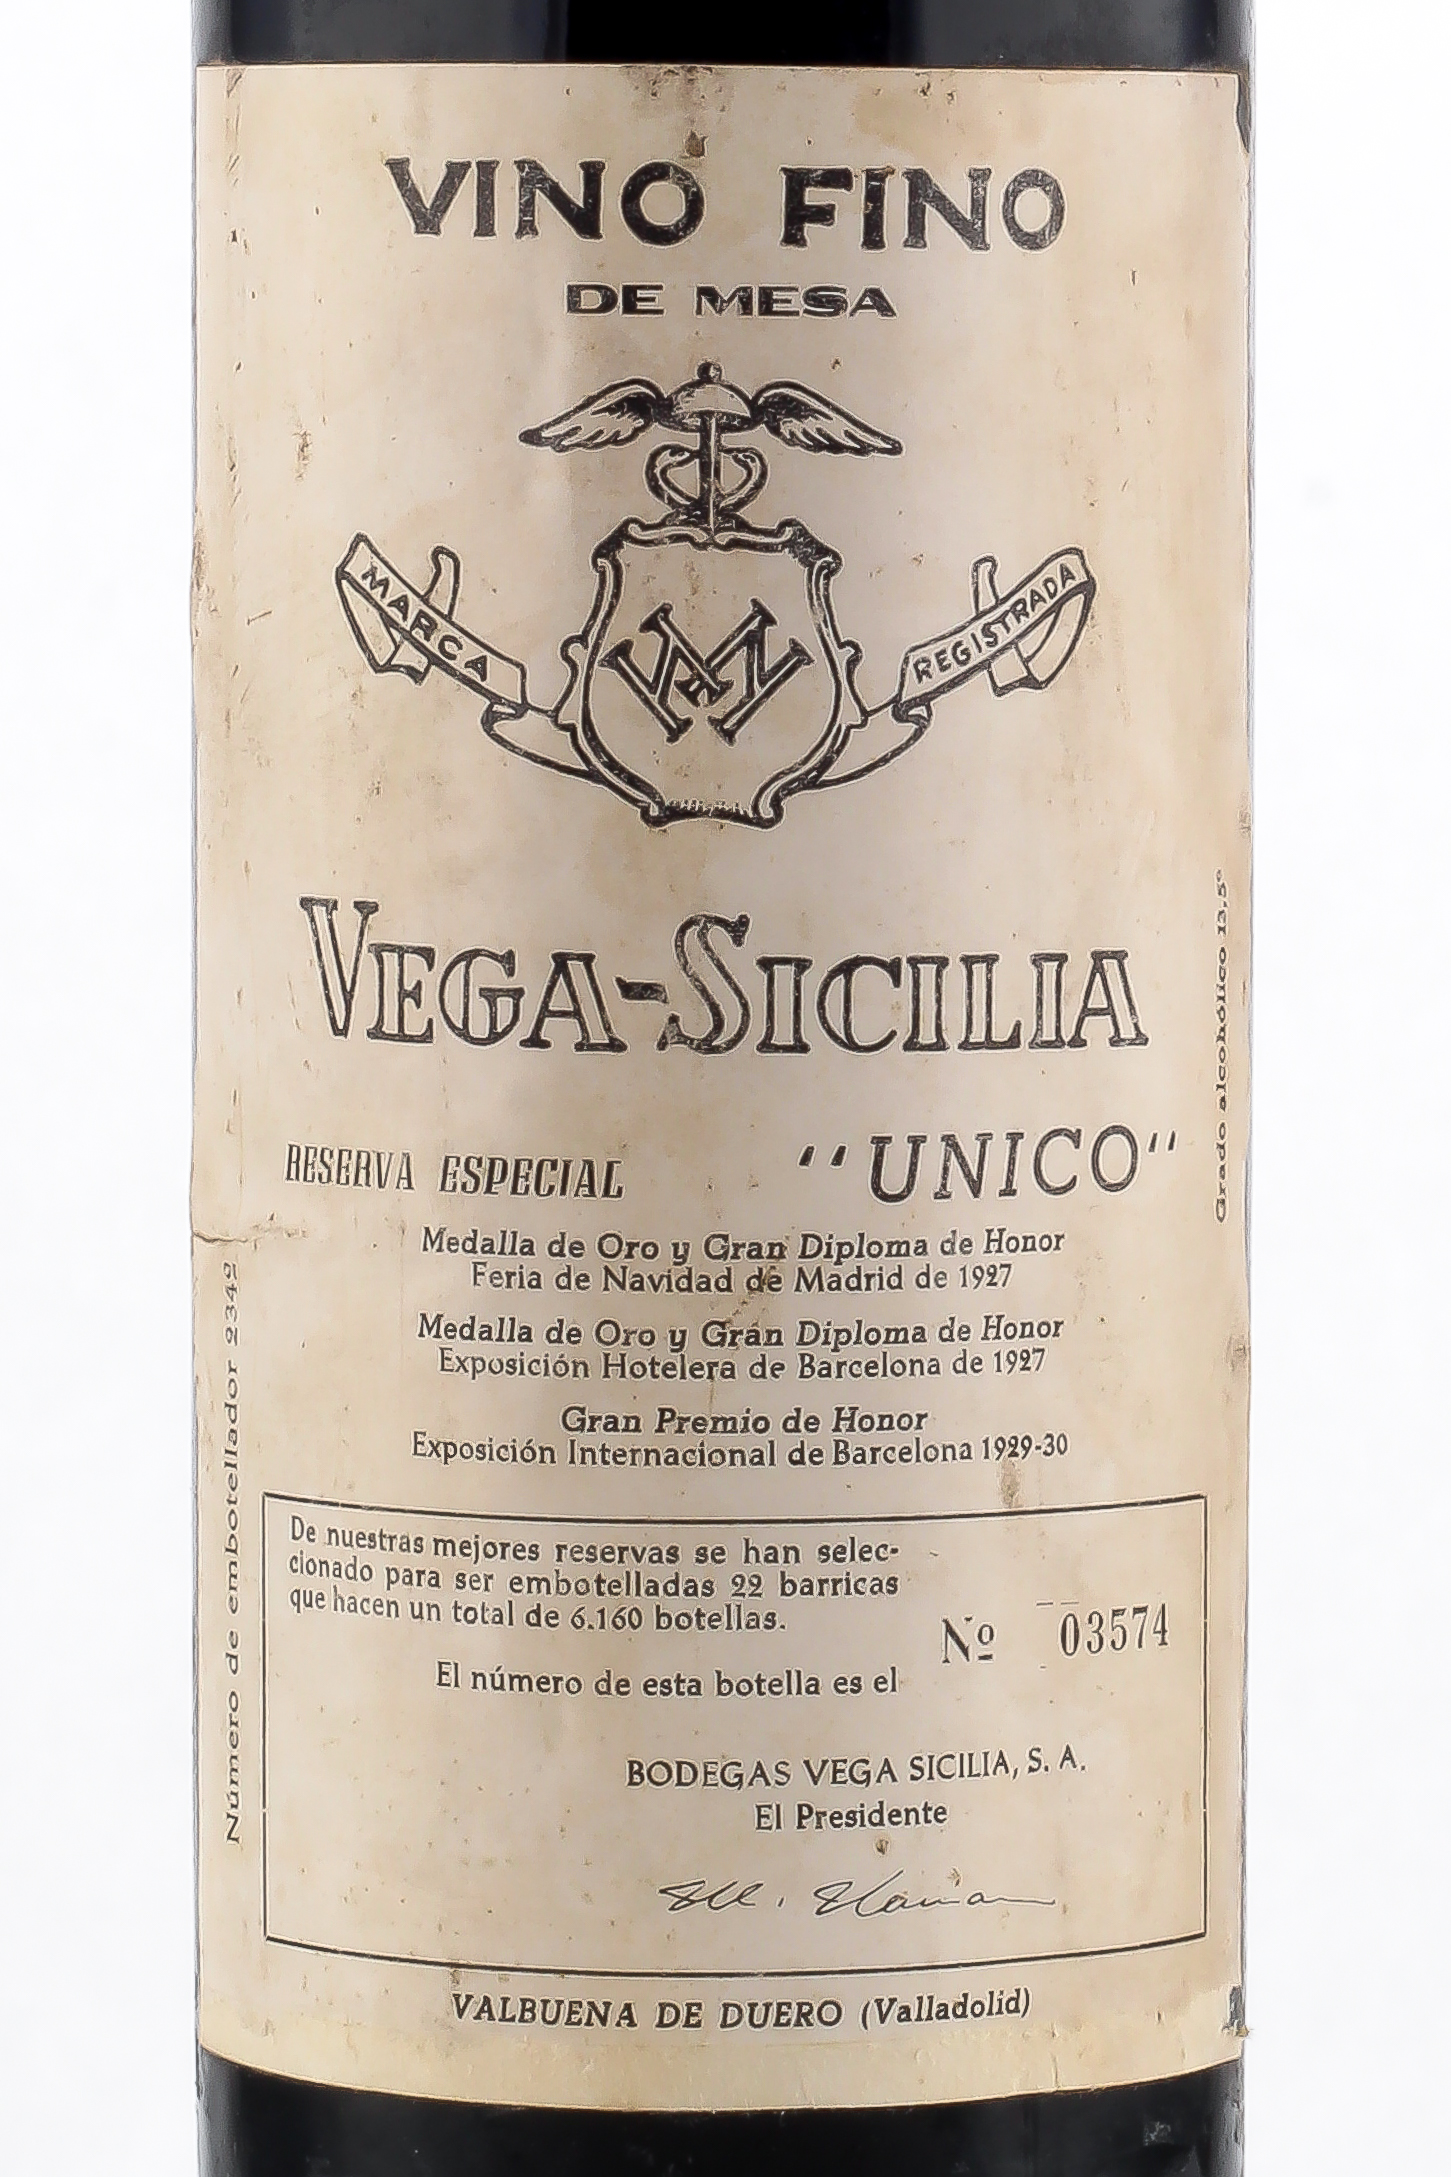 VINO FINO
DE MESA
MARCA REGISTRADA
VEGA-SICILIA
RESERVA ESPECIAL "UNICO"
Medalla de Oro y Gran Diploma de Honor
Feria de Navidad de Madrid de 1927
Medalla de Oro y Gran Diploma de Honor
Exposición Hotelera de Barcelona de 1927
Gran Premio de Honor
Exposición Internacional de Barcelona 1929-30
De nuestras mejores reservas se han selec-
cionado para ser embotelladas 22 barricas
que hacen un total de 6.160 botellas.
El número de esta botella es el Nº 03574
BODEGAS VEGA SICILIA, S. A.
El Presidente
VALBUENA DE DUERO (Valladolid)
Número de embotellador 2342
Grado alcohólico 13,5º